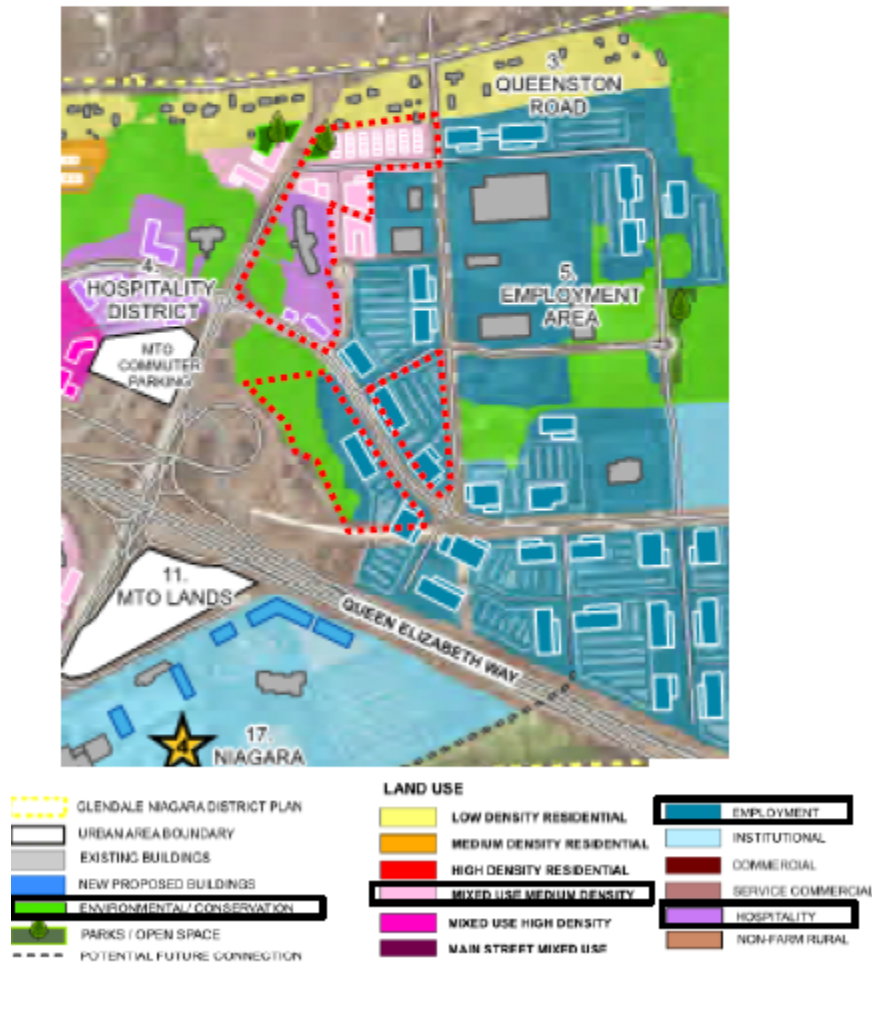 3.
QUEENSTON
ROAD
4.
HOSPITALITY
DISTRICT
5.
EMPLOYMENT
AREA
MTO
COMMUTER
PARKING
11.
MTO LANDS
QUEEN ELIZABETH WAY
4
17.
NIAGARA
GLENDALE NIAGARA DISTRICT PLAN
URBAN AREA BOUNDARY
EXISTING BUILDINGS
NEW PROPOSED BUILDINGS
ENVIRONMENTAL/ CONSERVATION
PARKS / OPEN SPACE
POTENTIAL FUTURE CONNECTION
LAND USE
LOW DENSITY RESIDENTIAL
MEDIUM DENSITY RESIDENTIAL
HIGH DENSITY RESIDENTIAL
MIXED USE MEDIUM DENSITY
MIXED USE HIGH DENSITY
MAIN STREET MIXED USE
EMPLOYMENT
INSTITUTIONAL
COMMERCIAL
SERVICE COMMERCIAL
HOSPITALITY
NON-FARM RURAL